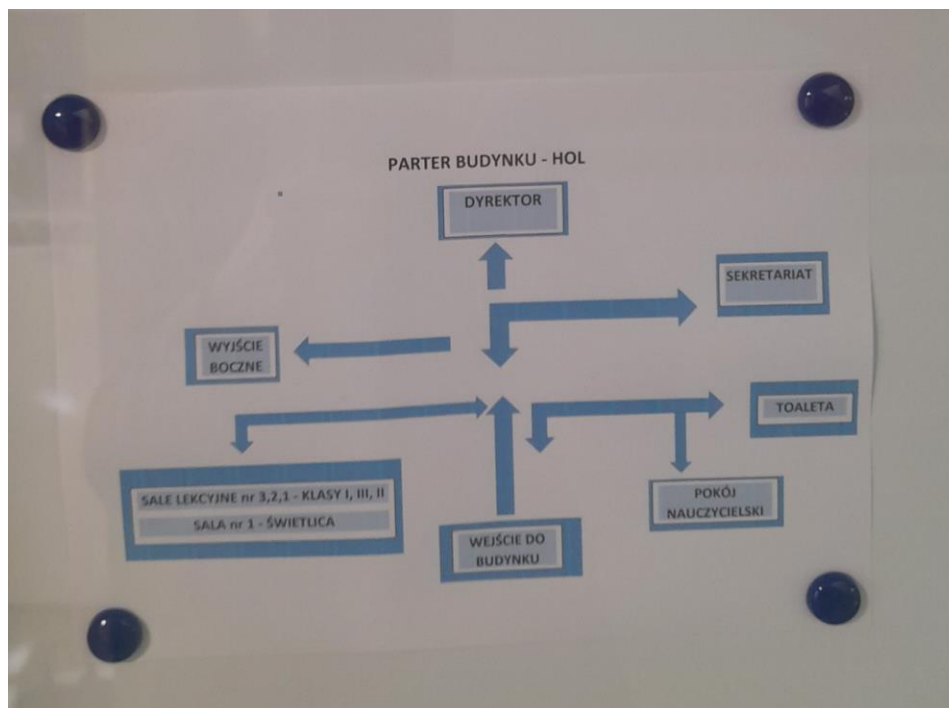 PARTER BUDYNKU - HOL
DYREKTOR
SEKRETARIAT
WYJŚCIE
BOCZNE
TOALETA
SALE LEKCYJNE nr 3,2,1 - KLASY I, III, II
SALA nr 1 - ŚWIETLICA
POKÓJ
NAUCZYCIELSKI
WEJŚCIE DO
BUDYNKU